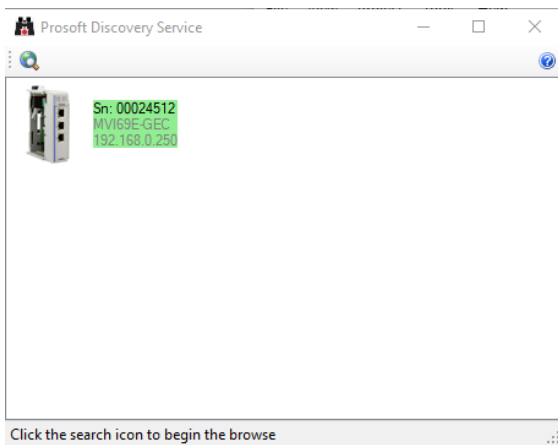 Prosoft Discovery Service
Sn: 00024512
MVI69E-GEC
192.168.0.250
Click the search icon to begin the browse